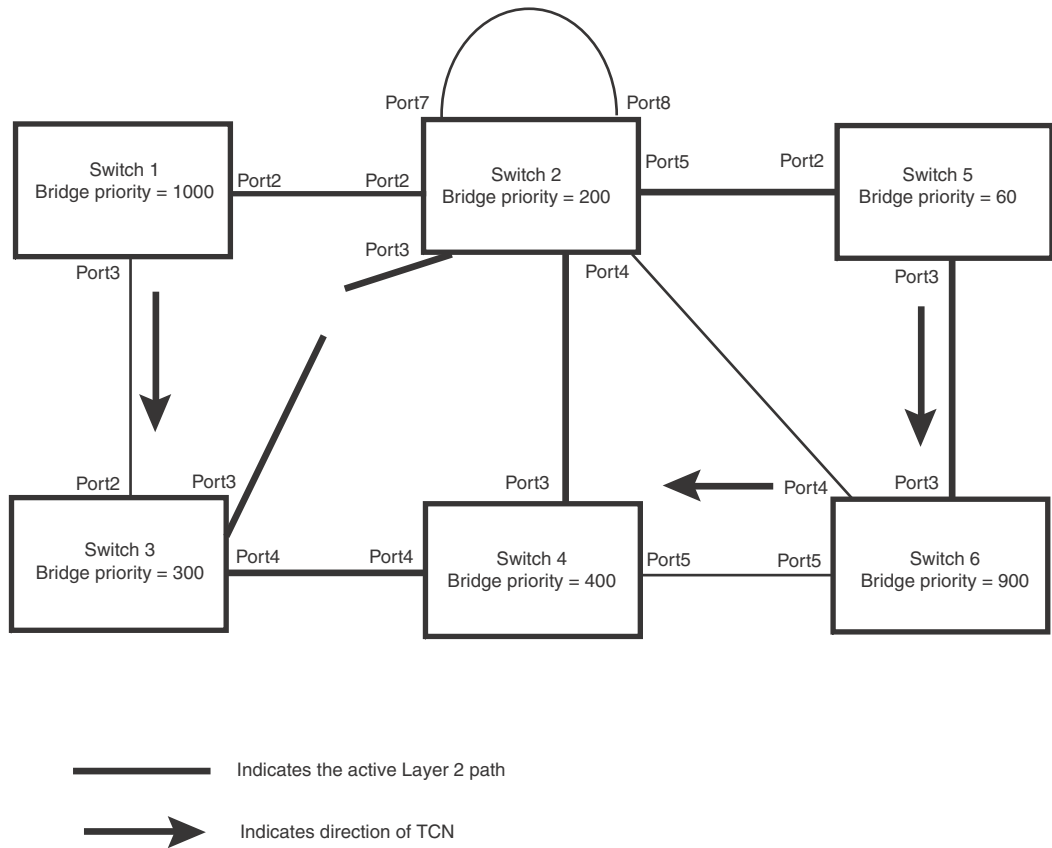 Port7
Port8
Switch 1
Bridge priority = 1000
Port2
Port2
Switch 2
Bridge priority = 200
Port5
Port2
Switch 5
Bridge priority = 60
Port3
Port3
Port4
Port3
Port2
Port3
Port3
Port4
Port3
Switch 3
Bridge priority = 300
Port4
Port4
Switch 4
Bridge priority = 400
Port5
Port5
Switch 6
Bridge priority = 900
Indicates the active Layer 2 path
Indicates direction of TCN